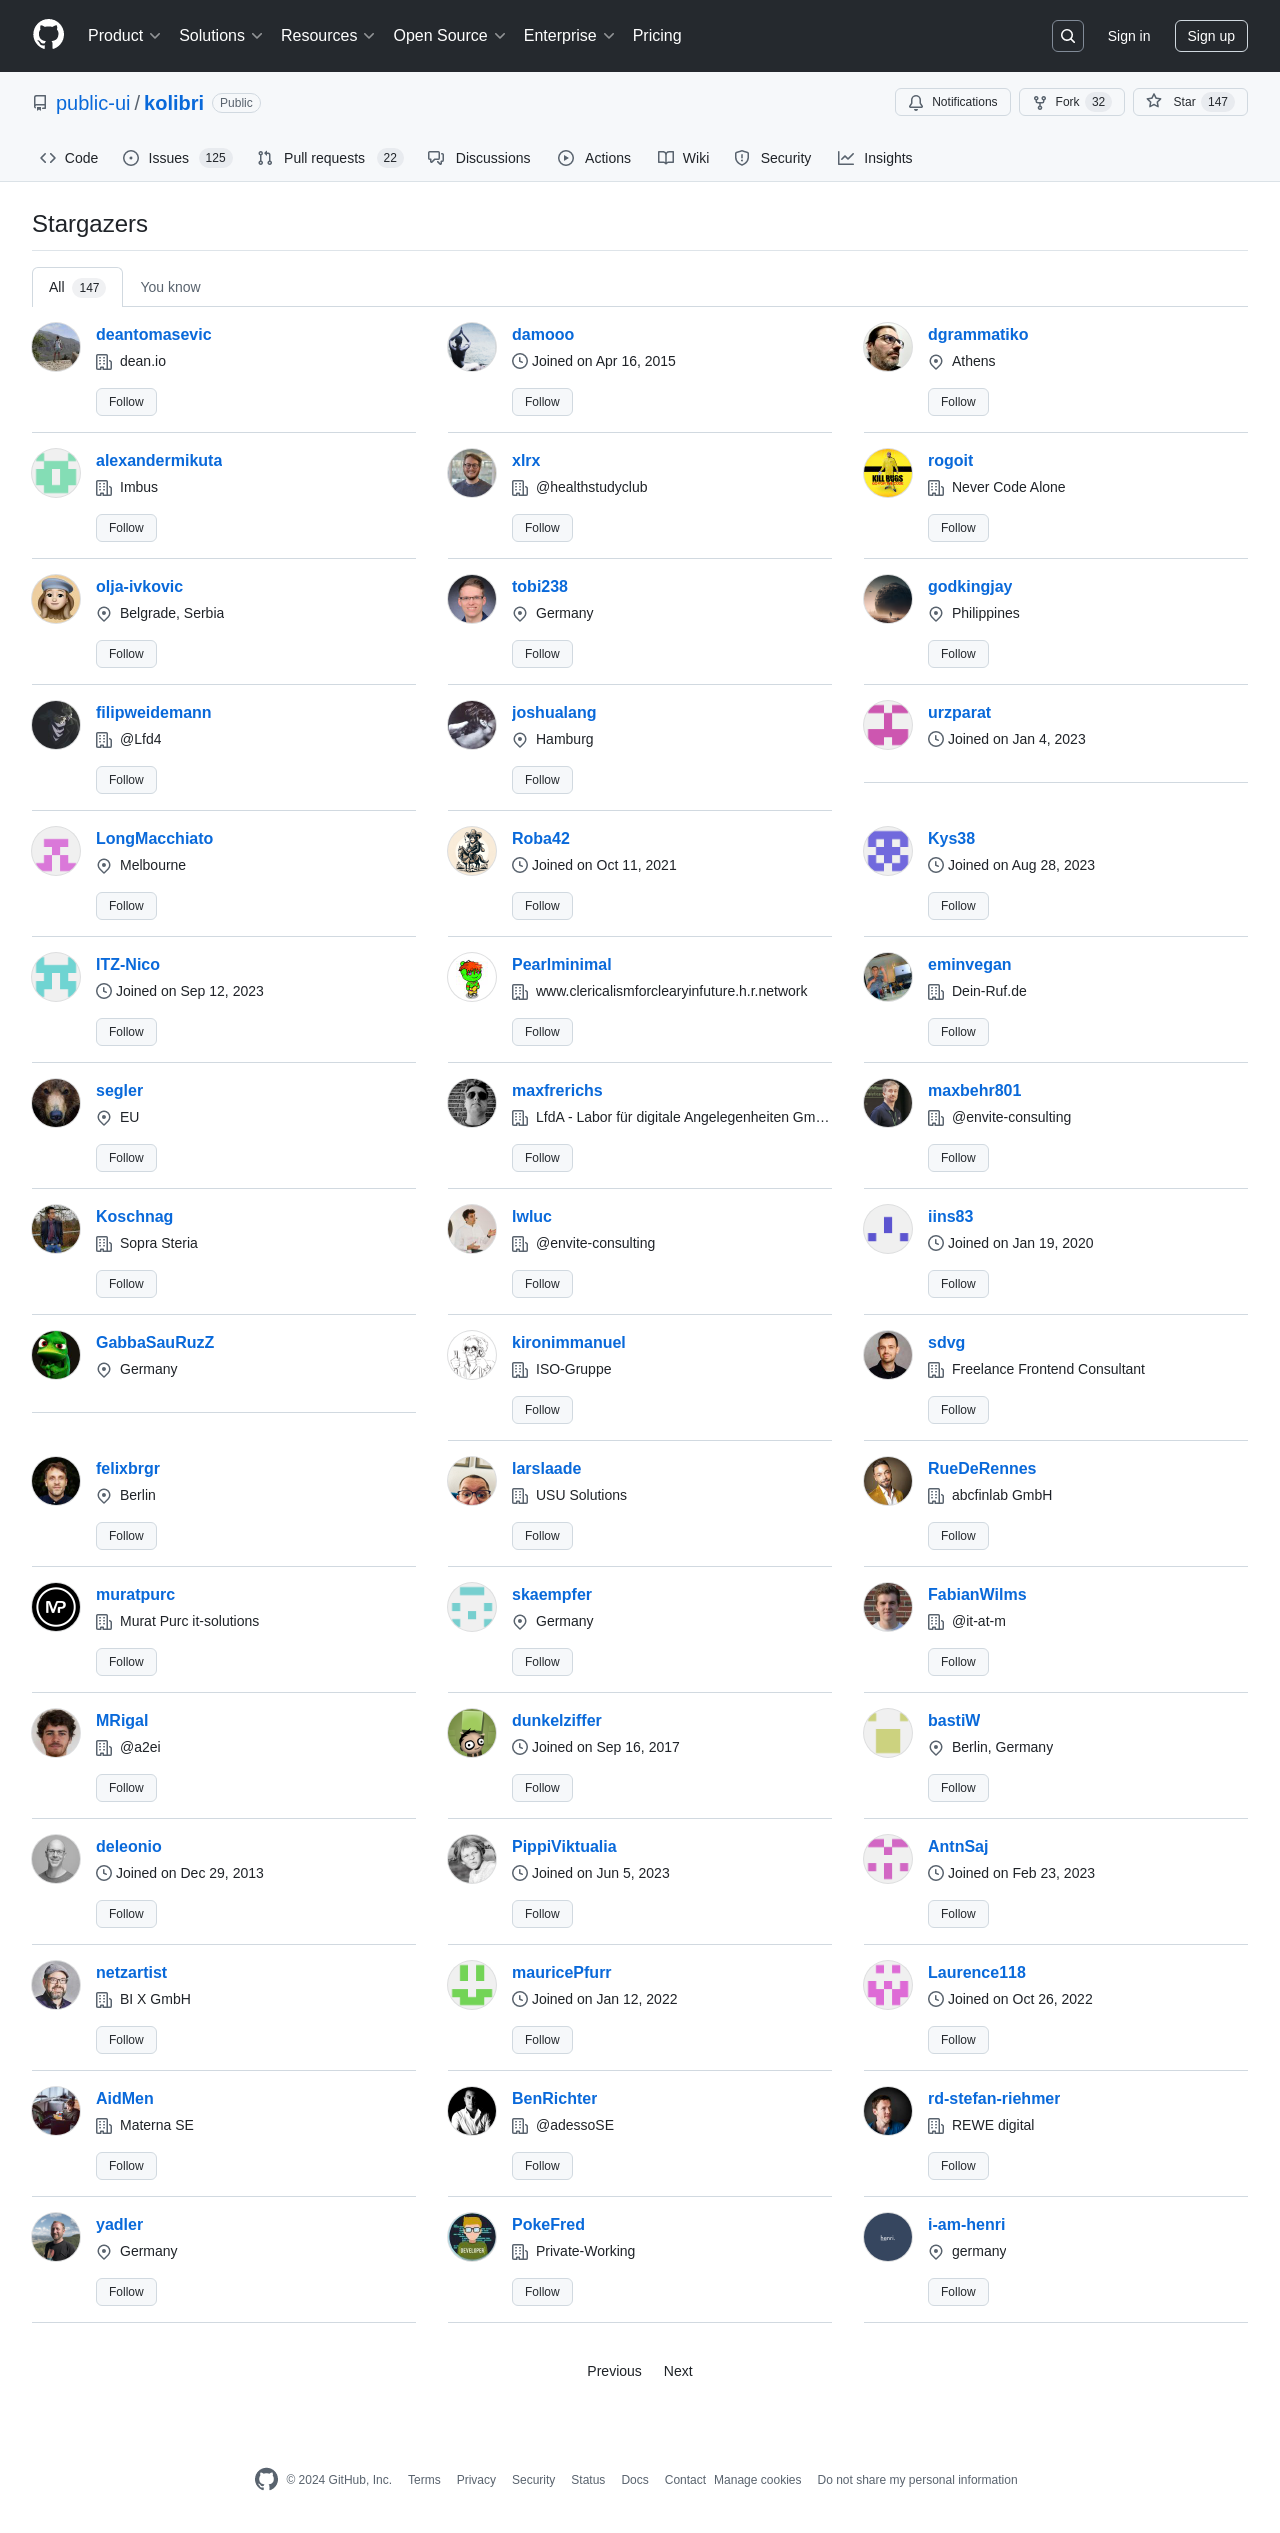 Product Solutions Resources Open Source Enterprise Pricing Sign in Sign up
public-ui / kolibri Public Notifications Fork 32 Star 147
Code Issues 125 Pull requests 22 Discussions Actions Wiki Security Insights
Stargazers
All 147 You know
deantomasevic damooo dgrammatiko
dean.io Joined on Apr 16, 2015 Athens
Follow Follow Follow
alexandermikuta xlrx rogoit
Imbus @healthstudyclub Never Code Alone
KILL BUGS
Follow Follow Follow
olja-ivkovic tobi238 godkingjay
Belgrade, Serbia Germany Philippines
Follow Follow Follow
filipweidemann joshualang urzparat
@Lfd4 Hamburg Joined on Jan 4, 2023
Follow Follow
LongMacchiato Roba42 Kys38
Melbourne Joined on Oct 11, 2021 Joined on Aug 28, 2023
Follow Follow Follow
ITZ-Nico Pearlminimal eminvegan
Joined on Sep 12, 2023 www.clericalismforclearyinfuture.h.r.network Dein-Ruf.de
Follow Follow Follow
segler maxfrerichs maxbehr801
EU LfdA - Labor für digitale Angelegenheiten Gm… @envite-consulting
Follow Follow Follow
Koschnag lwluc iins83
Sopra Steria @envite-consulting Joined on Jan 19, 2020
Follow Follow Follow
GabbaSauRuzZ kironimmanuel sdvg
Germany ISO-Gruppe Freelance Frontend Consultant
Follow Follow
felixbrgr larslaade RueDeRennes
Berlin USU Solutions abcfinlab GmbH
Follow Follow Follow
muratpurc skaempfer FabianWilms
MP
Murat Purc it-solutions Germany @it-at-m
Follow Follow Follow
MRigal dunkelziffer bastiW
@a2ei Joined on Sep 16, 2017 Berlin, Germany
Follow Follow Follow
deleonio PippiViktualia AntnSaj
Joined on Dec 29, 2013 Joined on Jun 5, 2023 Joined on Feb 23, 2023
Follow Follow Follow
netzartist mauricePfurr Laurence118
BI X GmbH Joined on Jan 12, 2022 Joined on Oct 26, 2022
Follow Follow Follow
AidMen BenRichter rd-stefan-riehmer
Materna SE @adessoSE REWE digital
Follow Follow Follow
yadler PokeFred i-am-henri
henri.
Germany DEVELOPER Private-Working germany
Follow Follow Follow
Previous Next
© 2024 GitHub, Inc. Terms Privacy Security Status Docs Contact Manage cookies Do not share my personal information